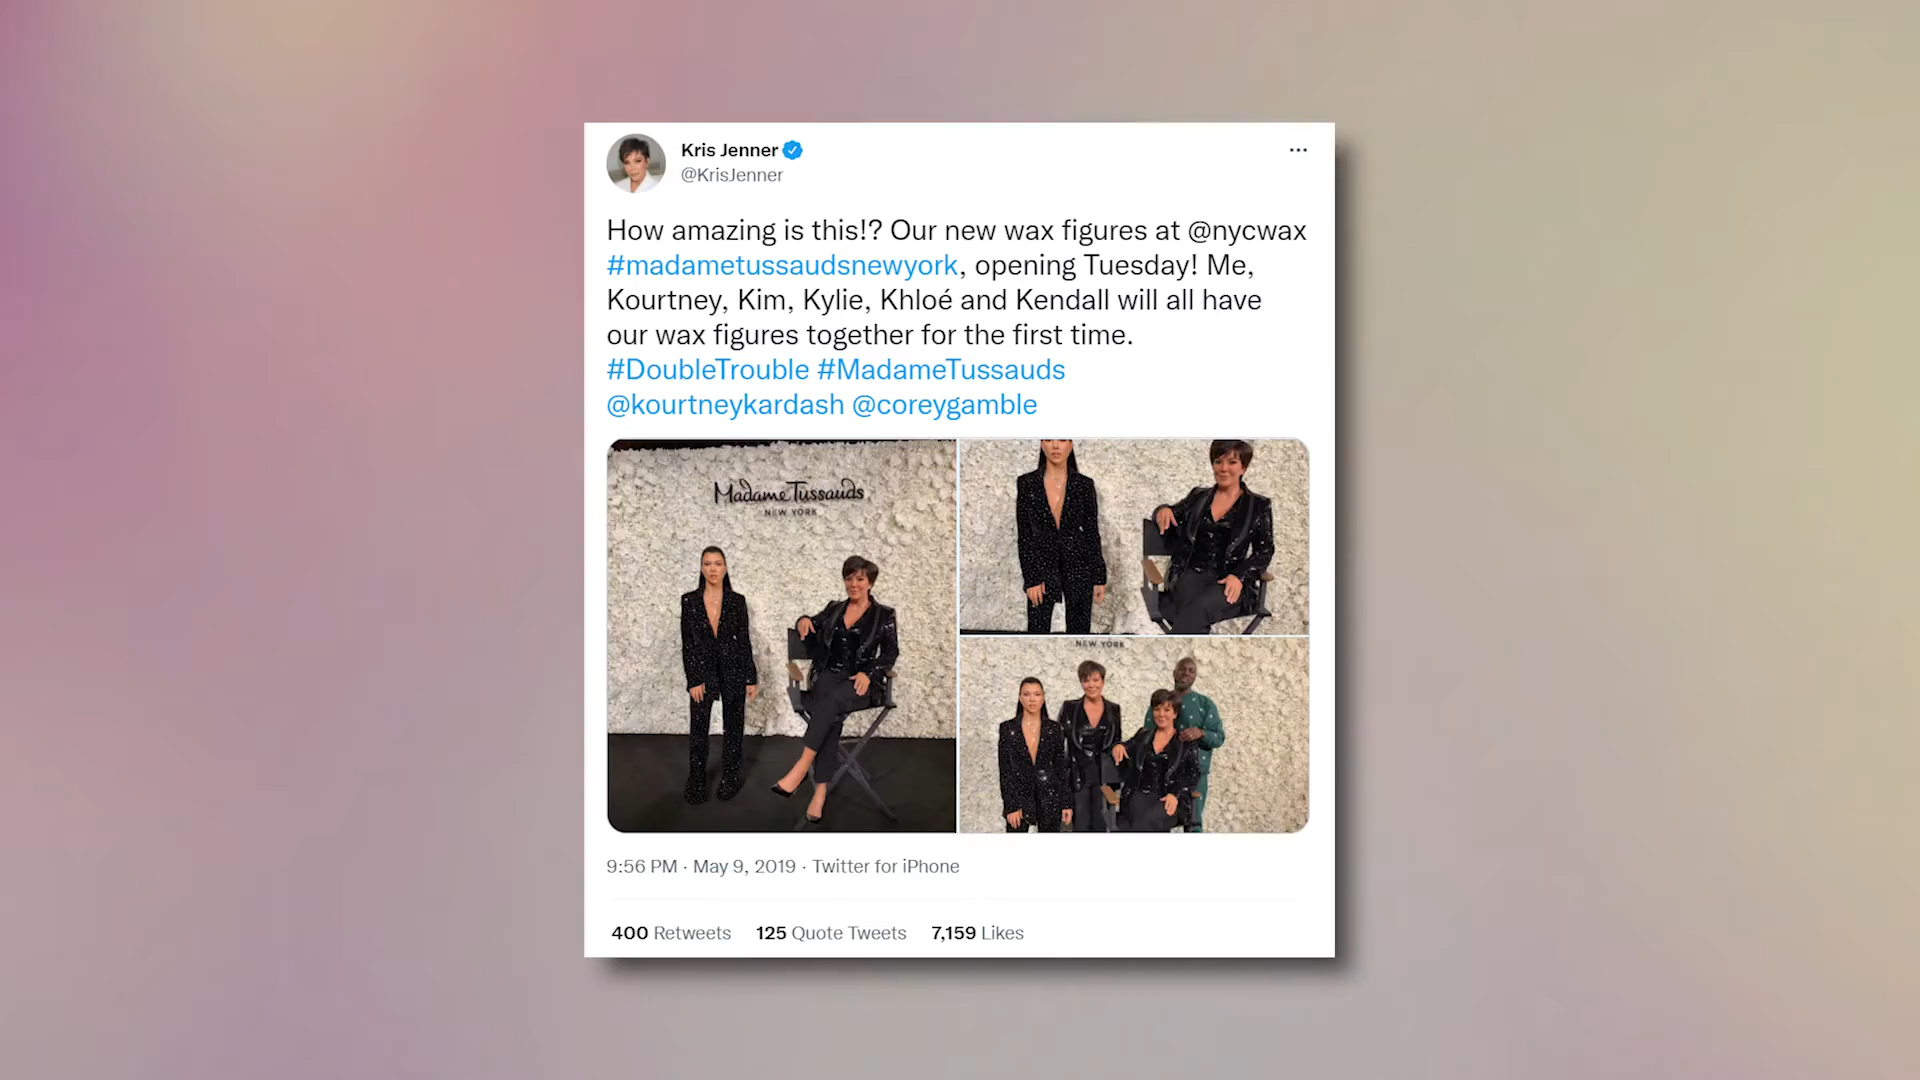 Kris Jenner
@KrisJenner
How amazing is this!? Our new wax figures at @nycwax
#madametussaudsnewyork, opening Tuesday! Me,
Kourtney, Kim, Kylie, Khloé and Kendall will all have
our wax figures together for the first time.
#DoubleTrouble #MadameTussauds
@kourtneykardash @coreygamble
Madame Tussauds
NEW YORK
NEW YORK
9:56 PM · May 9, 2019 · Twitter for iPhone
400 Retweets 125 Quote Tweets 7,159 Likes